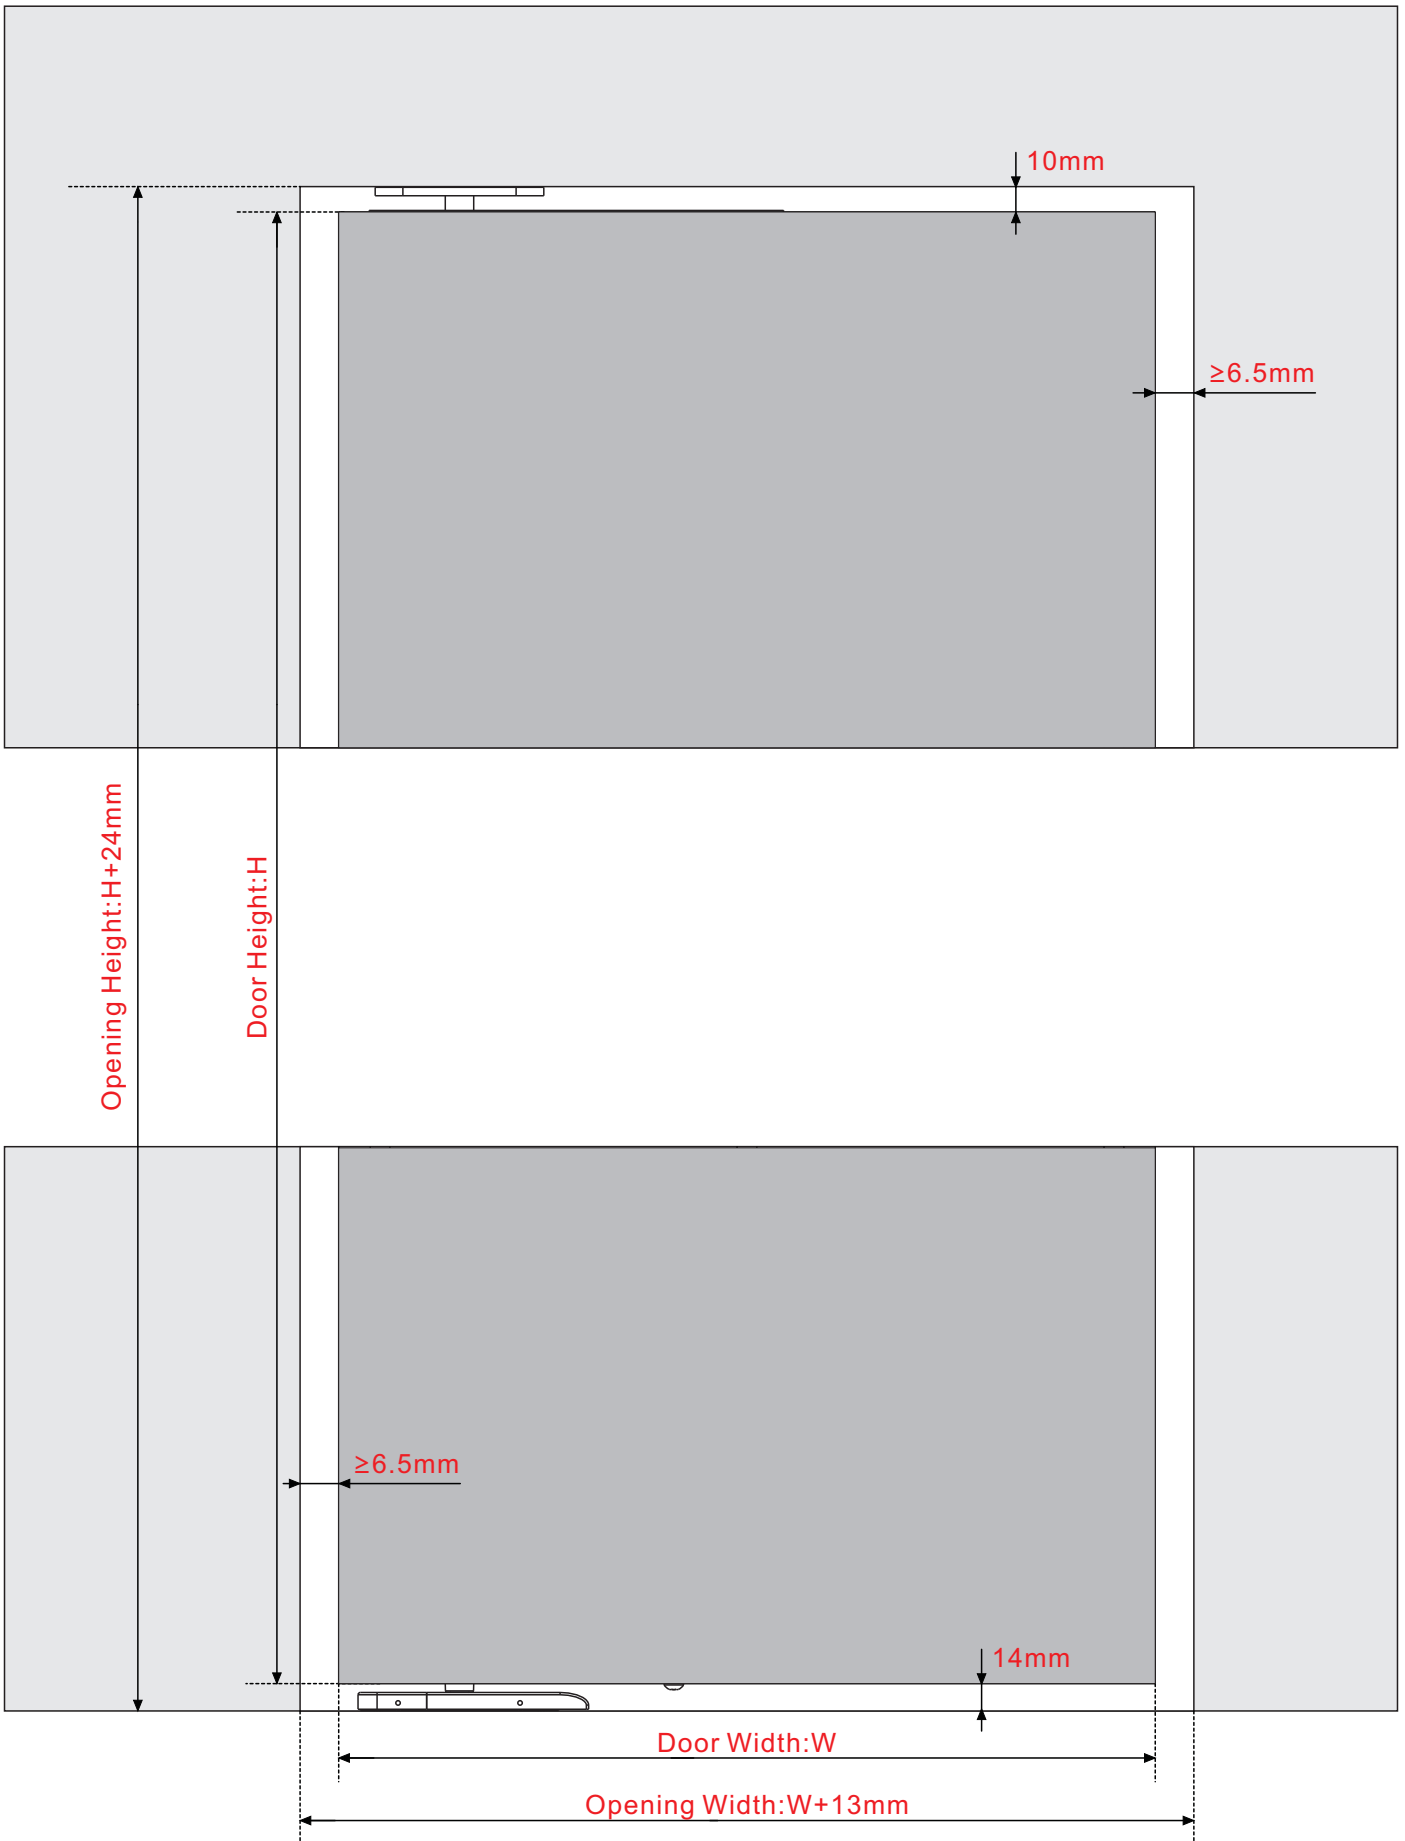 10mm
≥6.5mm
Opening Height:H+24mm
Door Height:H
≥6.5mm
14mm
Door Width:W
Opening Width:W+13mm